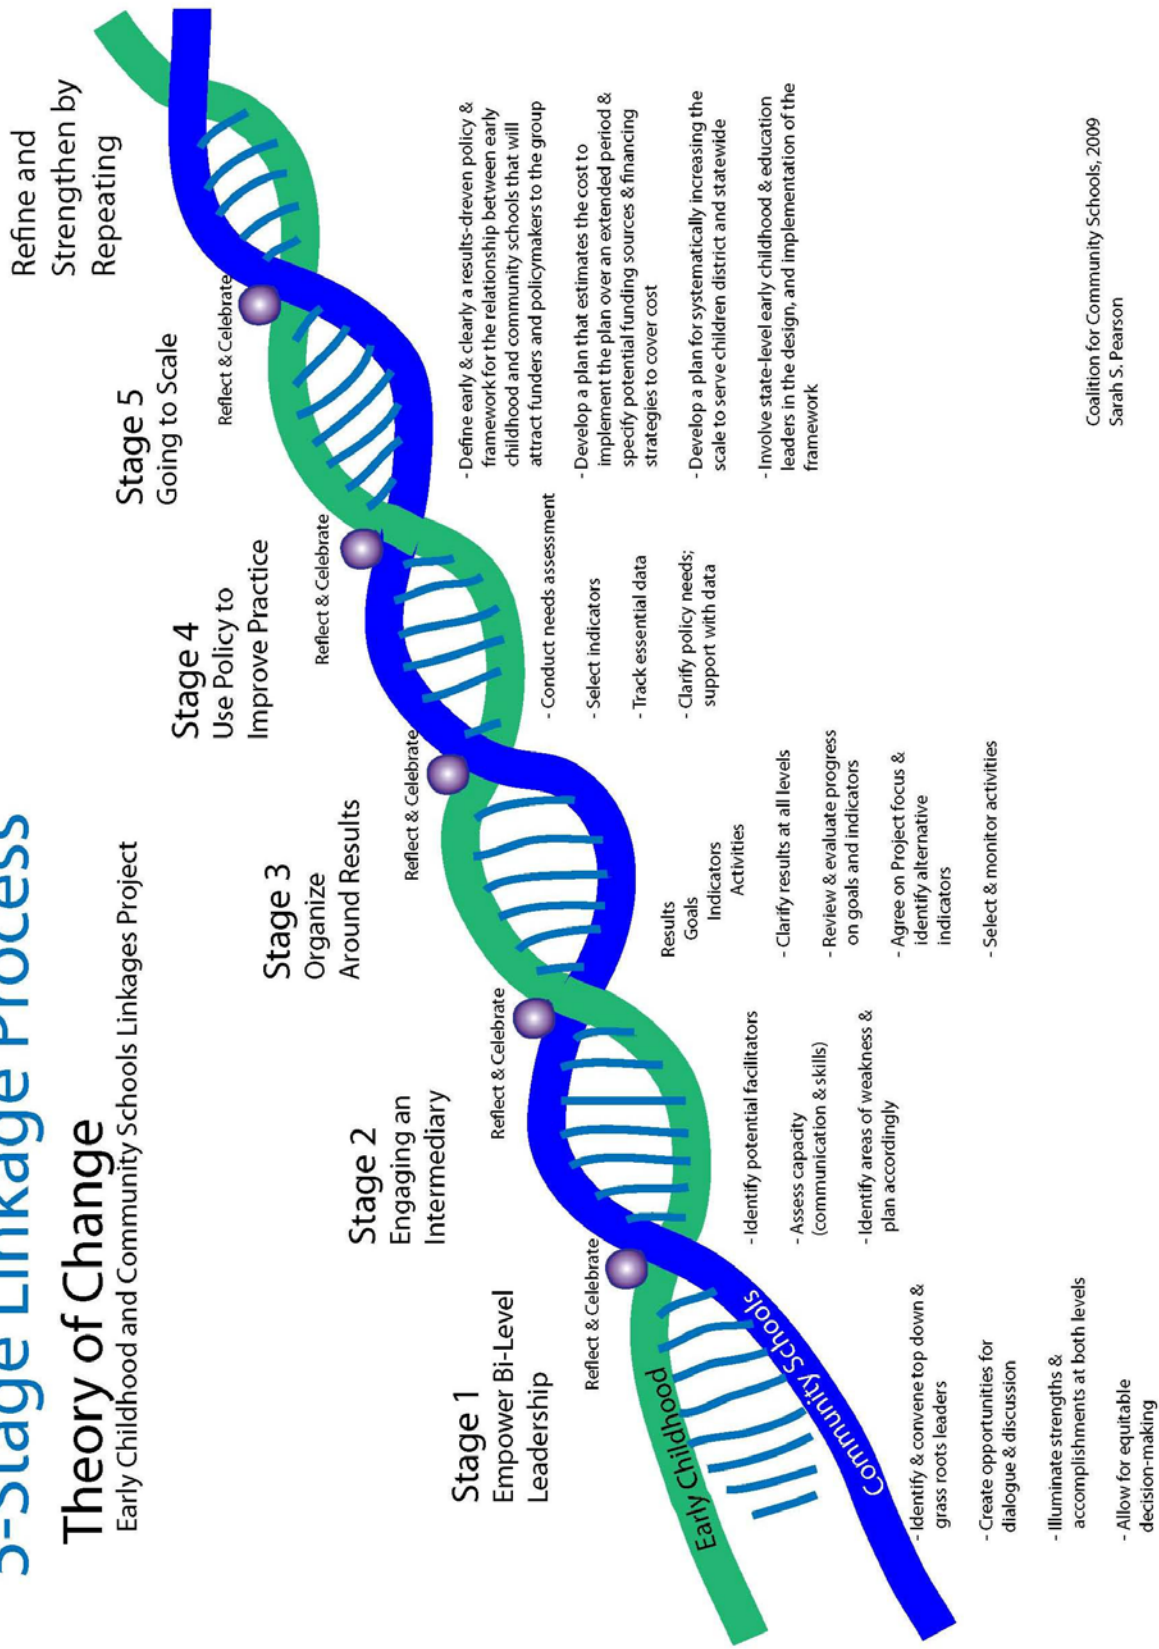 5-Stage Linkage Process
Theory of Change
Early Childhood and Community Schools Linkages Project
Stage 1
Empower Bi-Level
Leadership
Reflect & Celebrate
Stage 2
Engaging an
Intermediary
Reflect & Celebrate
Stage 3
Organize
Around Results
Reflect & Celebrate
Stage 4
Use Policy to
Improve Practice
Reflect & Celebrate
Stage 5
Going to Scale
Reflect & Celebrate
Refine and
Strengthen by
Repeating
Early Childhood
Community Schools
- Identify & convene top down &
grass roots leaders
- Create opportunities for
dialogue & discussion
- Illuminate strengths &
accomplishments at both levels
- Allow for equitable
decision-making
- Identify potential facilitators
- Assess capacity
(communication & skills)
- Identify areas of weakness &
plan accordingly
Results
Goals
Indicators
Activities
- Clarify results at all levels
- Review & evaluate progress
on goals and indicators
- Agree on Project focus &
identify alternative
indicators
- Select & monitor activities
- Conduct needs assessment
- Select indicators
- Track essential data
- Clarify policy needs;
support with data
- Define early & clearly a results-dreven policy &
framework for the relationship between early
childhood and community schools that will
attract funders and policymakers to the group
- Develop a plan that estimates the cost to
implement the plan over an extended period &
specify potential funding sources & financing
strategies to cover cost
- Develop a plan for systematically increasing the
scale to serve children district and statewide
- Involve state-level early childhood & education
leaders in the design, and implementation of the
framework
Coalition for Community Schools, 2009
Sarah S. Pearson